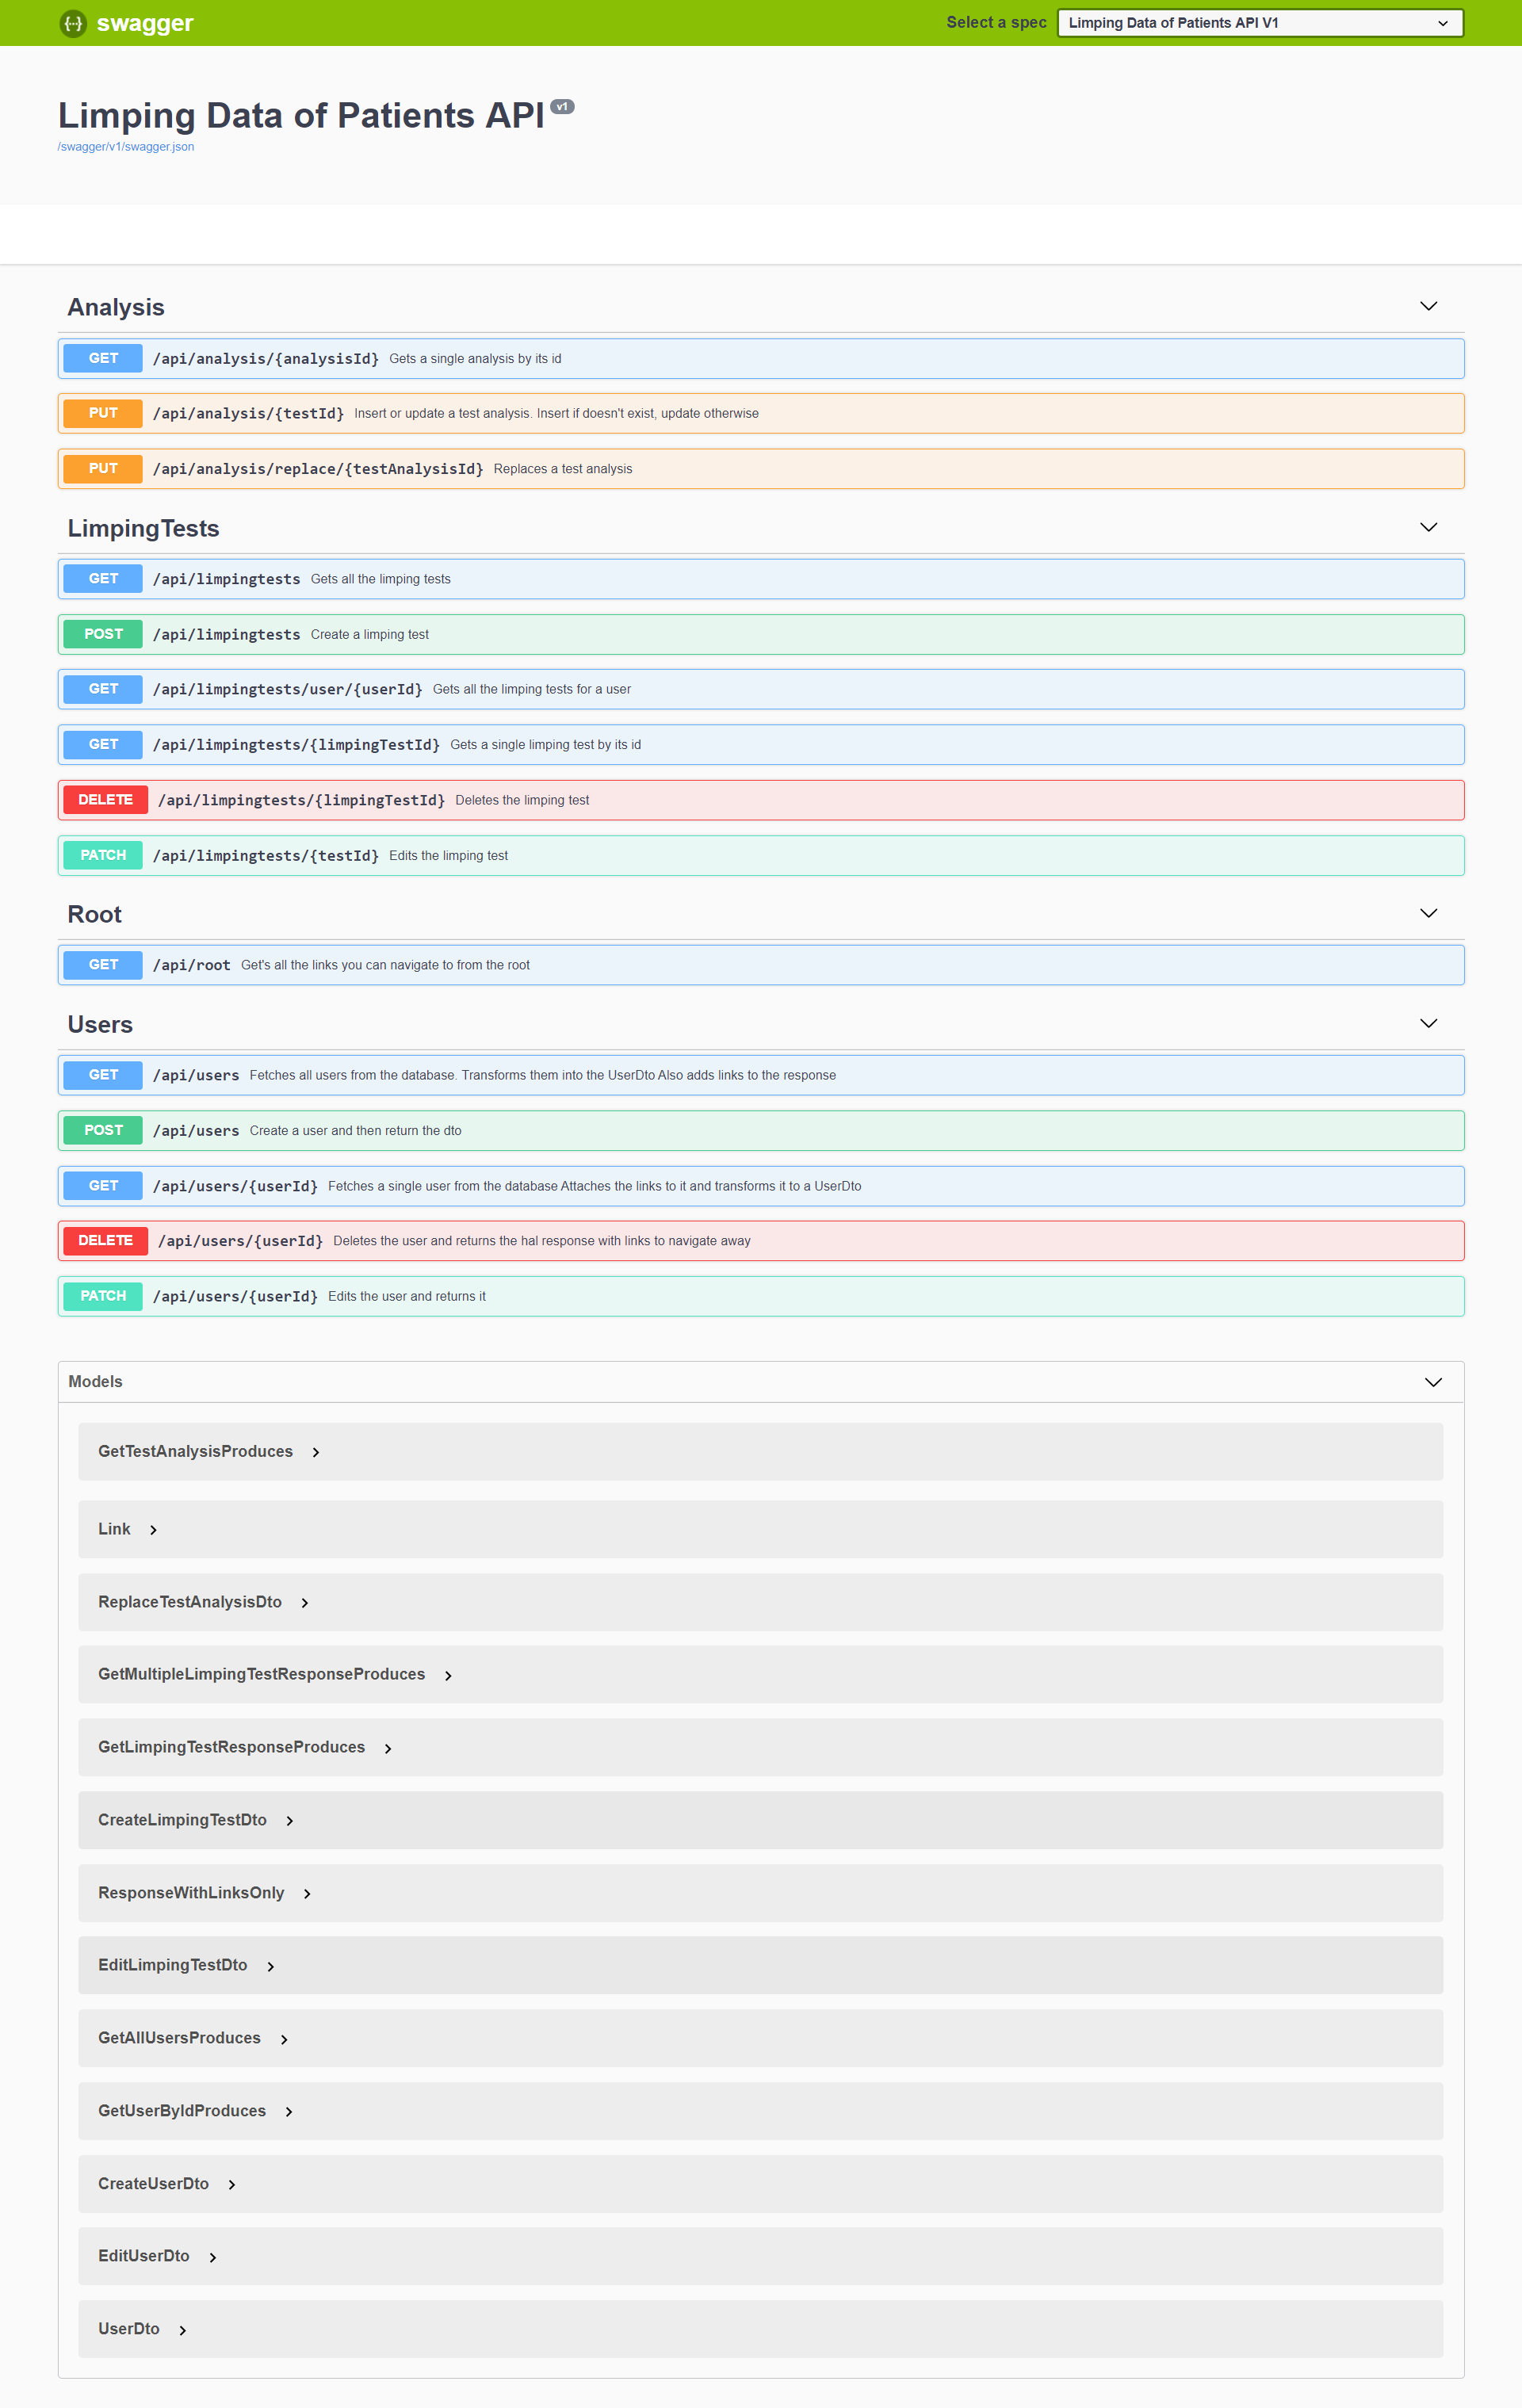 swagger
Select a spec Limping Data of Patients API V1
Limping Data of Patients API v1
/swagger/v1/swagger.json
Analysis
GET /api/analysis/{analysisId} Gets a single analysis by its id
PUT /api/analysis/{testId} Insert or update a test analysis. Insert if doesn't exist, update otherwise
PUT /api/analysis/replace/{testAnalysisId} Replaces a test analysis
LimpingTests
GET /api/limpingtests Gets all the limping tests
POST /api/limpingtests Create a limping test
GET /api/limpingtests/user/{userId} Gets all the limping tests for a user
GET /api/limpingtests/{limpingTestId} Gets a single limping test by its id
DELETE /api/limpingtests/{limpingTestId} Deletes the limping test
PATCH /api/limpingtests/{testId} Edits the limping test
Root
GET /api/root Get's all the links you can navigate to from the root
Users
GET /api/users Fetches all users from the database. Transforms them into the UserDto Also adds links to the response
POST /api/users Create a user and then return the dto
GET /api/users/{userId} Fetches a single user from the database Attaches the links to it and transforms it to a UserDto
DELETE /api/users/{userId} Deletes the user and returns the hal response with links to navigate away
PATCH /api/users/{userId} Edits the user and returns it
Models
GetTestAnalysisProduces
Link
ReplaceTestAnalysisDto
GetMultipleLimpingTestResponseProduces
GetLimpingTestResponseProduces
CreateLimpingTestDto
ResponseWithLinksOnly
EditLimpingTestDto
GetAllUsersProduces
GetUserByIdProduces
CreateUserDto
EditUserDto
UserDto